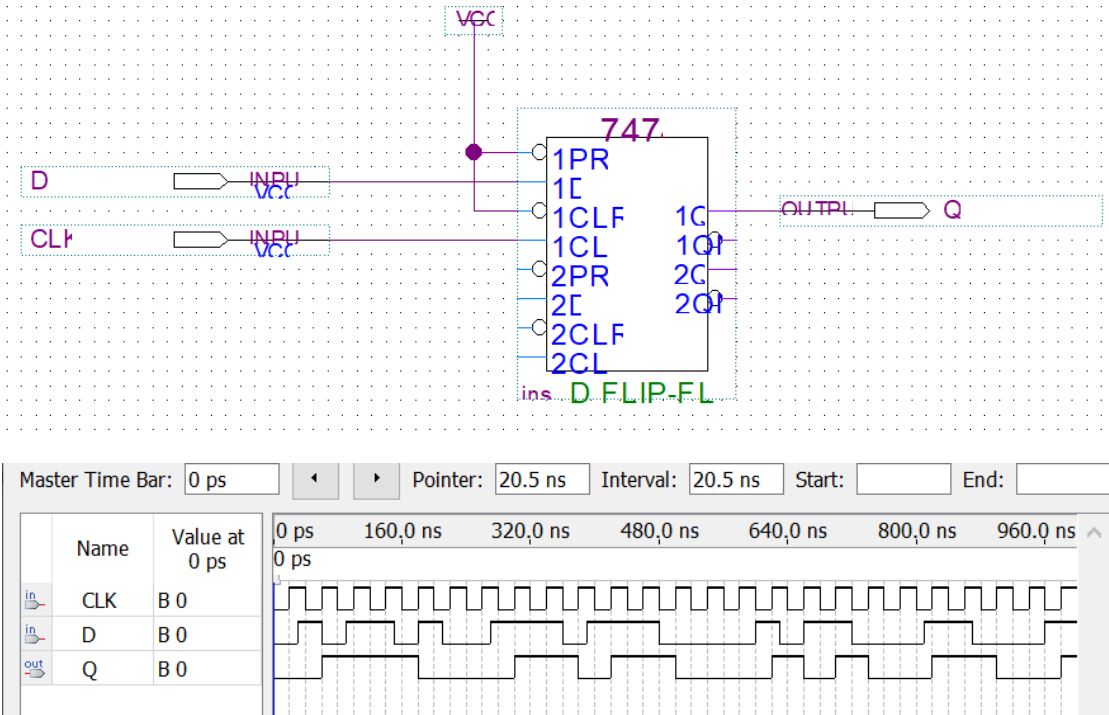 VCC
747
D INPU
VCC
CLK INPU
VCC
1PR
1D
1CLR
1CL
2PR
2D
2CLR
2CL
1Q
1QN
2Q
2QN
OUTPU Q
ins D FLIP-FL
Master Time Bar: 0 ps Pointer: 20.5 ns Interval: 20.5 ns Start: End:
Name Value at 0 ps
0 ps 160.0 ns 320.0 ns 480.0 ns 640.0 ns 800.0 ns 960.0 ns
0 ps
in CLK B 0
in D B 0
out Q B 0